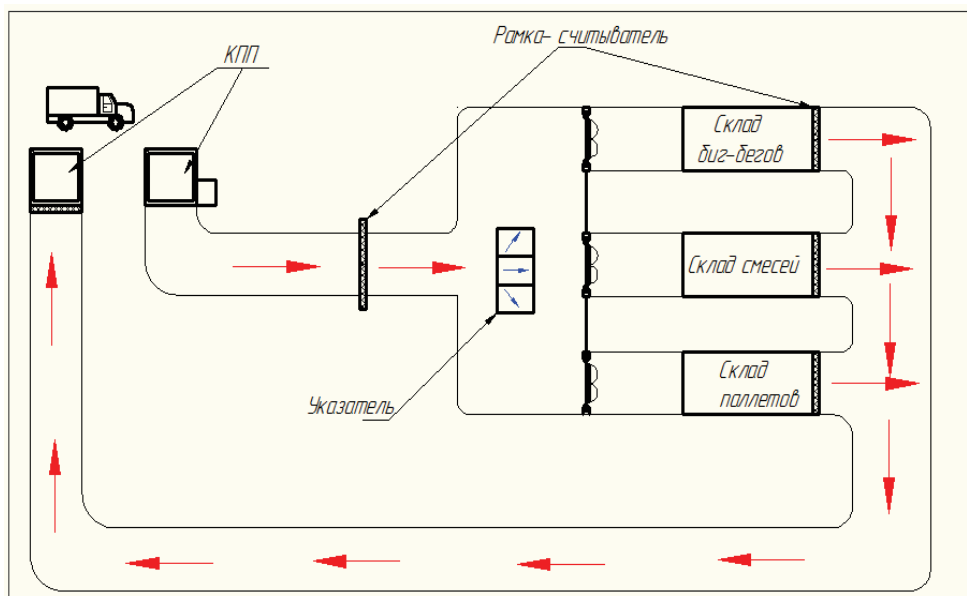 КПП
Рамка- считыватель
Склад
биг-бегов
Склад смесей
Склад
паллетов
Указатель